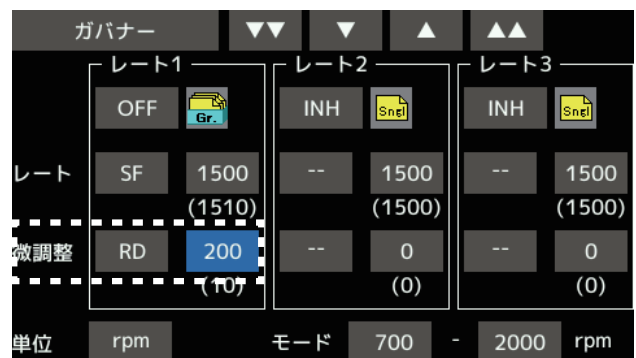 ガバナー ▼▼ ▼ ▲ ▲▲
レート1 レート2 レート3
OFF Gr. INH Sngl INH Sngl
レート SF 1500 -- 1500 -- 1500
(1510) (1500) (1500)
微調整 RD 200 -- 0 -- 0
(10) (0) (0)
単位 rpm モード 700 - 2000 rpm